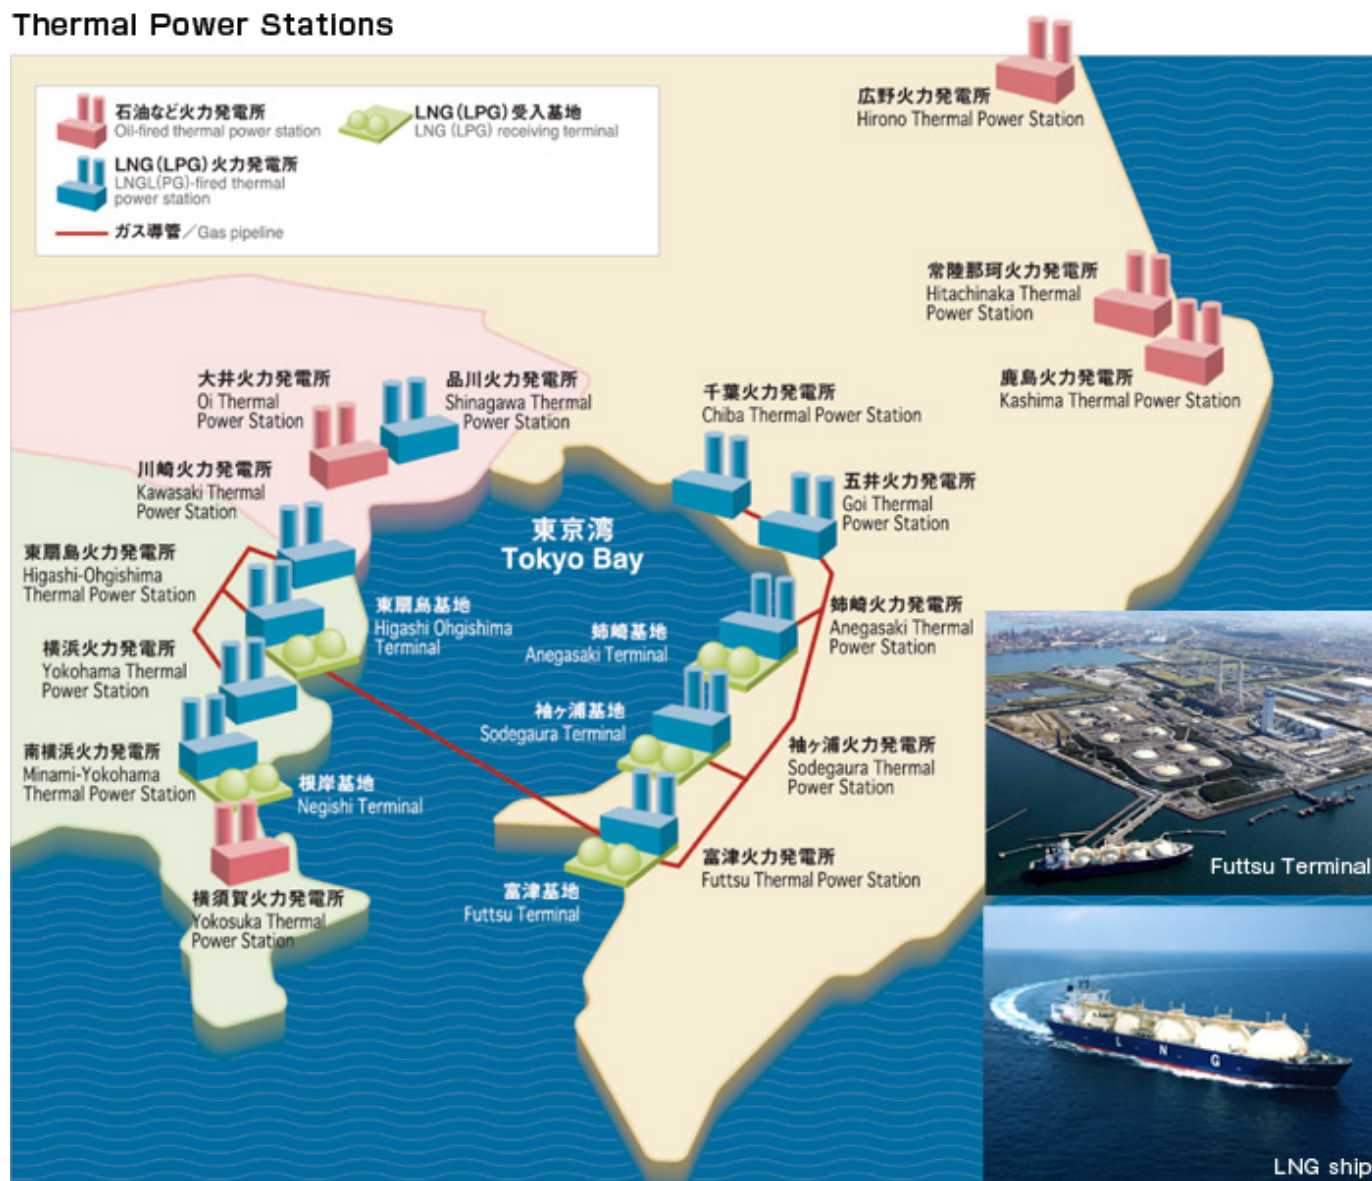 Thermal Power Stations
石油など火力発電所
Oil-fired thermal power station
LNG(LPG)受入基地
LNG (LPG) receiving terminal
LNG(LPG)火力発電所
LNGL(PG)-fired thermal
power station
ガス導管／Gas pipeline
広野火力発電所
Hirono Thermal Power Station
常陸那珂火力発電所
Hitachinaka Thermal
Power Station
鹿島火力発電所
Kashima Thermal Power Station
大井火力発電所
Oi Thermal
Power Station
品川火力発電所
Shinagawa Thermal
Power Station
千葉火力発電所
Chiba Thermal Power Station
川崎火力発電所
Kawasaki Thermal
Power Station
五井火力発電所
Goi Thermal
Power Station
東京湾
Tokyo Bay
東扇島火力発電所
Higashi-Ohgishima
Thermal Power Station
東扇島基地
Higashi Ohgishima
Terminal
姉崎基地
Anegasaki Terminal
姉崎火力発電所
Anegasaki Thermal
Power Station
横浜火力発電所
Yokohama Thermal
Power Station
袖ヶ浦基地
Sodegaura Terminal
袖ヶ浦火力発電所
Sodegaura Thermal
Power Station
南横浜火力発電所
Minami-Yokohama
Thermal Power Station
根岸基地
Negishi Terminal
富津火力発電所
Futtsu Thermal Power Station
富津基地
Futtsu Terminal
横須賀火力発電所
Yokosuka Thermal
Power Station
Futtsu Terminal
L N G
LNG ship